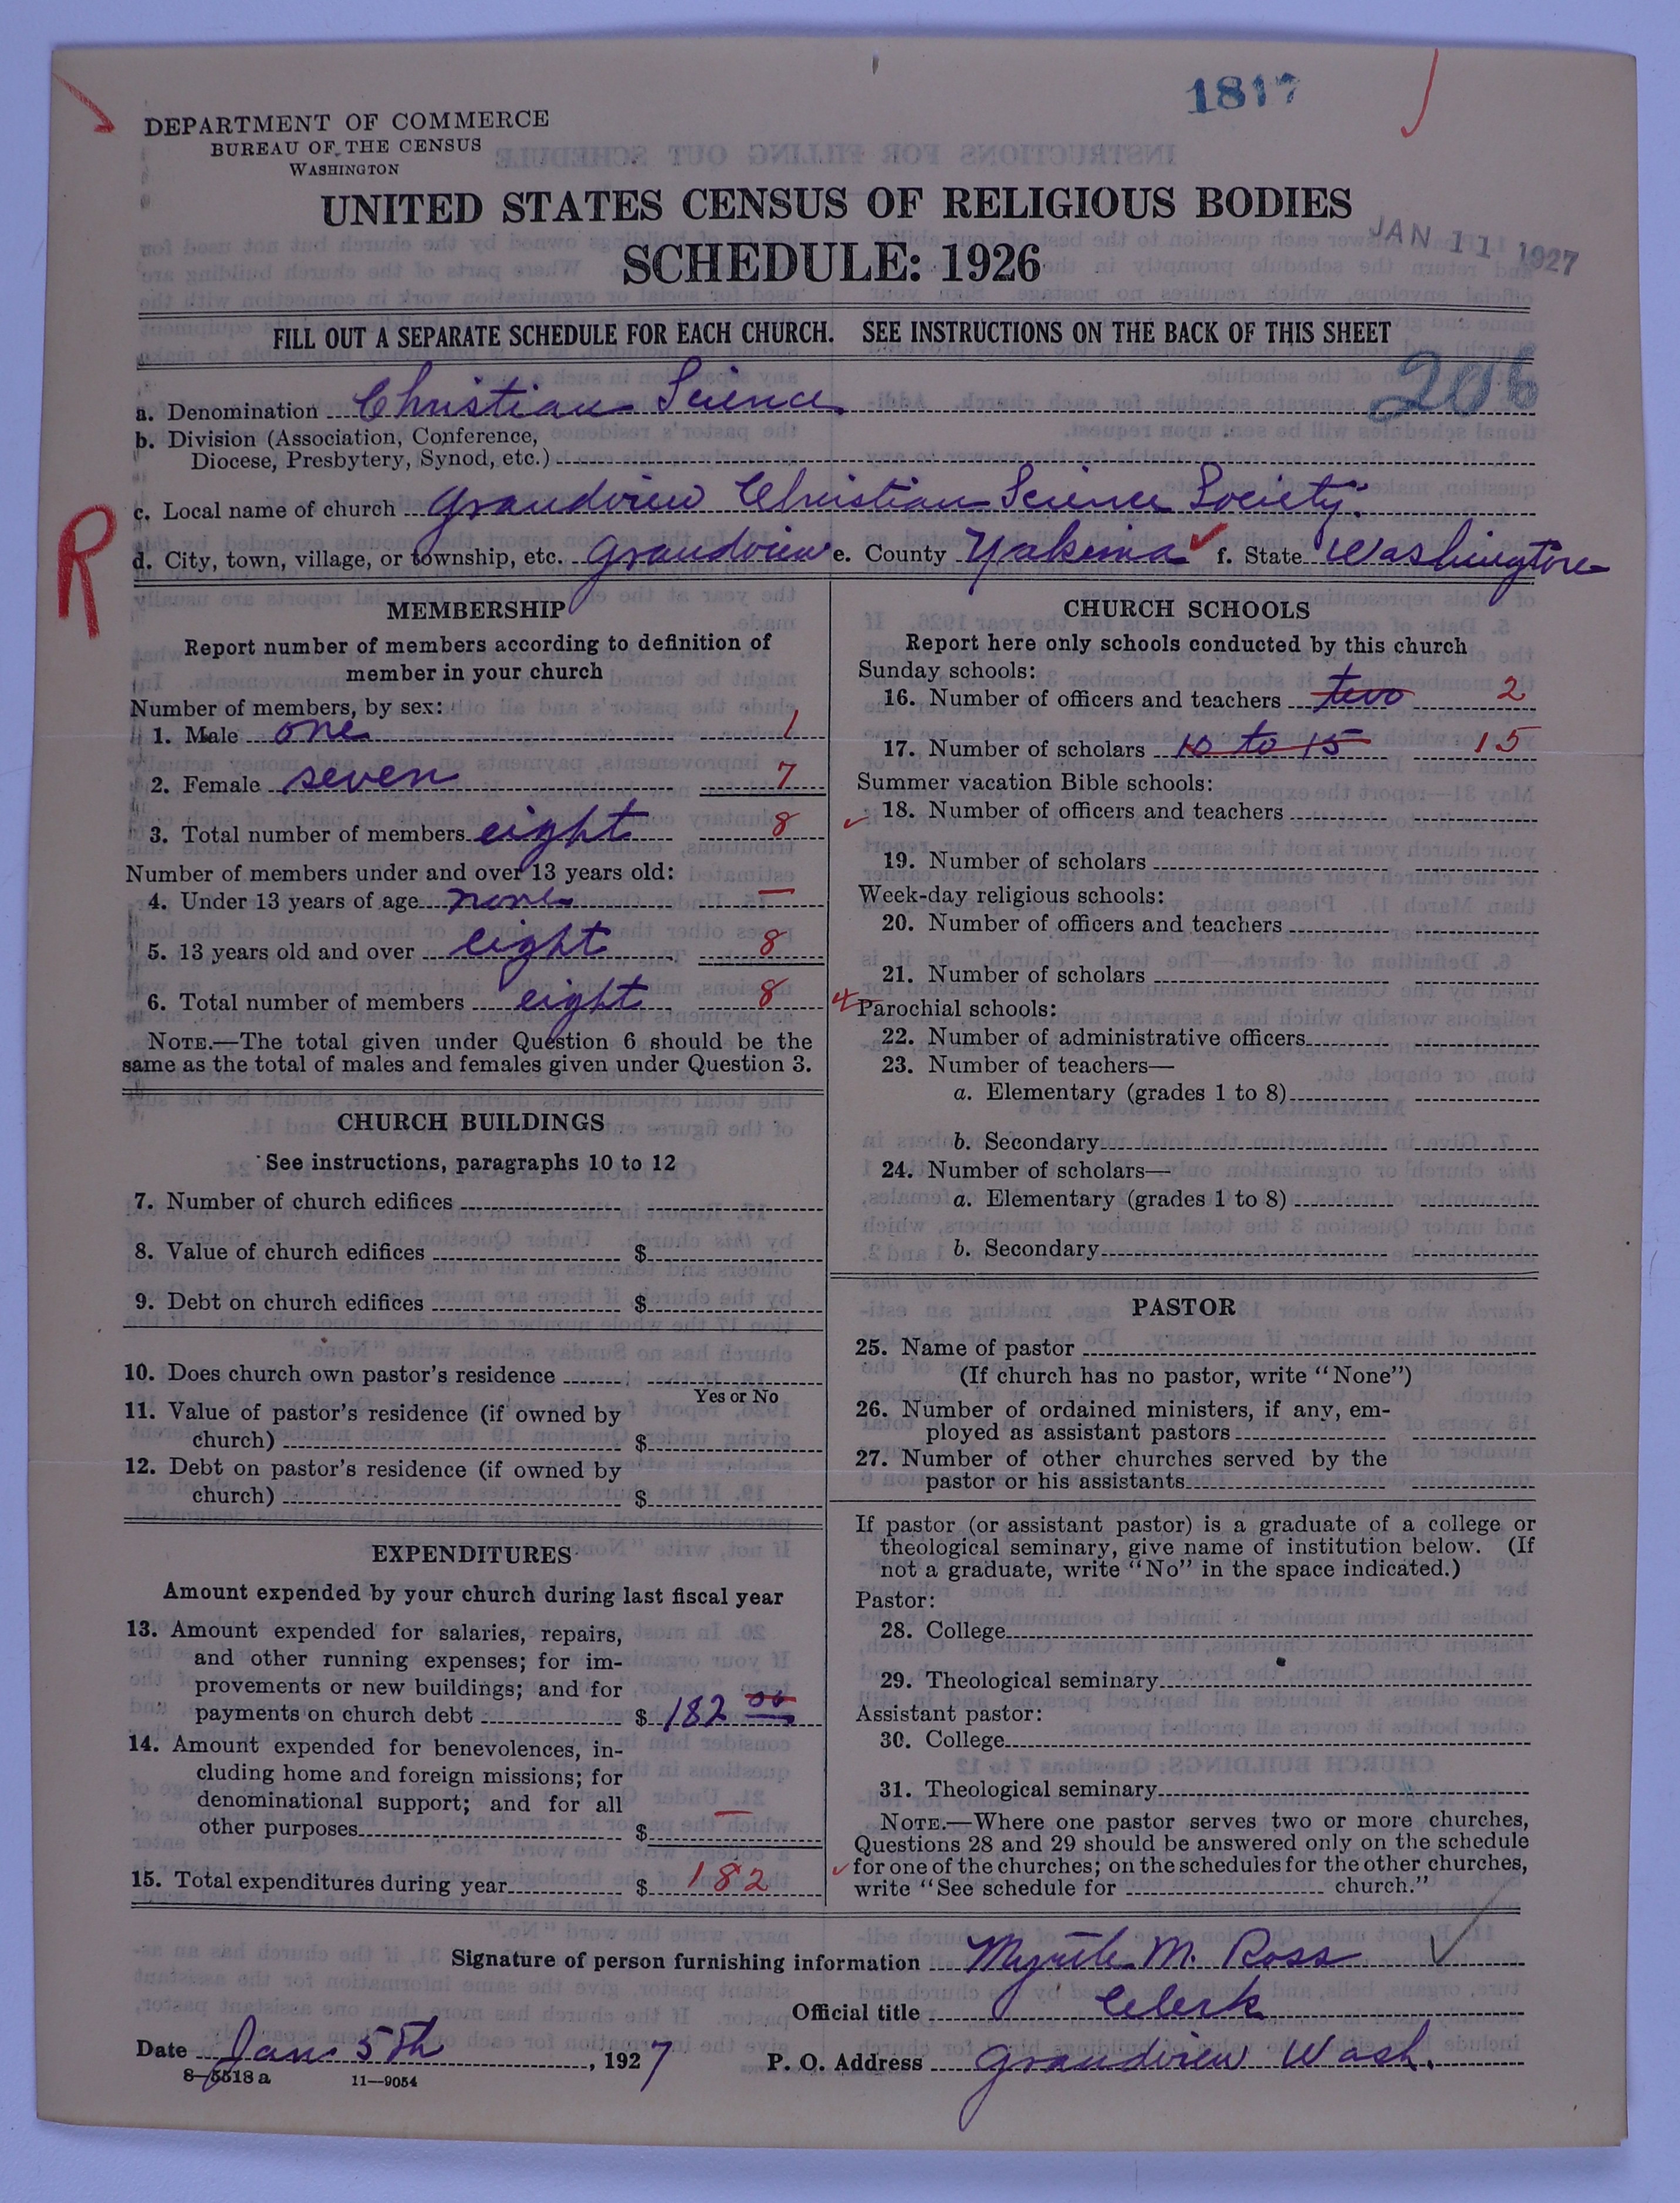 1817
DEPARTMENT OF COMMERCE
BUREAU OF THE CENSUS
WASHINGTON
UNITED STATES CENSUS OF RELIGIOUS BODIES
SCHEDULE: 1926
JAN 11 1927
FILL OUT A SEPARATE SCHEDULE FOR EACH CHURCH. SEE INSTRUCTIONS ON THE BACK OF THIS SHEET
206
a. Denomination Christian Science
b. Division (Association, Conference,
Diocese, Presbytery, Synod, etc.)
c. Local name of church Grandview Christian Science Society.
R
d. City, town, village, or township, etc. Grandview e. County Yakima f. State Washington
MEMBERSHIP
Report number of members according to definition of
member in your church
Number of members, by sex:
1. Male one 1
2. Female seven 7
3. Total number of members eight 8
Number of members under and over 13 years old:
4. Under 13 years of age none —
5. 13 years old and over eight 8
6. Total number of members eight 8
NOTE.—The total given under Question 6 should be the
same as the total of males and females given under Question 3.
CHURCH BUILDINGS
See instructions, paragraphs 10 to 12
7. Number of church edifices
8. Value of church edifices $
9. Debt on church edifices $
10. Does church own pastor's residence
Yes or No
11. Value of pastor's residence (if owned by
church) $
12. Debt on pastor's residence (if owned by
church) $
EXPENDITURES
Amount expended by your church during last fiscal year
13. Amount expended for salaries, repairs,
and other running expenses; for im-
provements or new buildings; and for
payments on church debt $ 182 00
14. Amount expended for benevolences, in-
cluding home and foreign missions; for
denominational support; and for all
other purposes $ —
15. Total expenditures during year $ 182
CHURCH SCHOOLS
Report here only schools conducted by this church
Sunday schools:
16. Number of officers and teachers two 2
17. Number of scholars 10 to 15 15
Summer vacation Bible schools:
18. Number of officers and teachers
19. Number of scholars
Week-day religious schools:
20. Number of officers and teachers
21. Number of scholars
Parochial schools:
22. Number of administrative officers
23. Number of teachers—
a. Elementary (grades 1 to 8)
b. Secondary
24. Number of scholars—
a. Elementary (grades 1 to 8)
b. Secondary
PASTOR
25. Name of pastor
(If church has no pastor, write "None")
26. Number of ordained ministers, if any, em-
ployed as assistant pastors
27. Number of other churches served by the
pastor or his assistants
If pastor (or assistant pastor) is a graduate of a college or
theological seminary, give name of institution below. (If
not a graduate, write "No" in the space indicated.)
Pastor:
28. College
29. Theological seminary
Assistant pastor:
30. College
31. Theological seminary
NOTE.—Where one pastor serves two or more churches,
Questions 28 and 29 should be answered only on the schedule
for one of the churches; on the schedules for the other churches,
write "See schedule for church."
Signature of person furnishing information Myrtle M. Ross
Official title Clerk
Date Jan 5th, 1927 P. O. Address Grandview Wash.
8-5518 a 11-9054